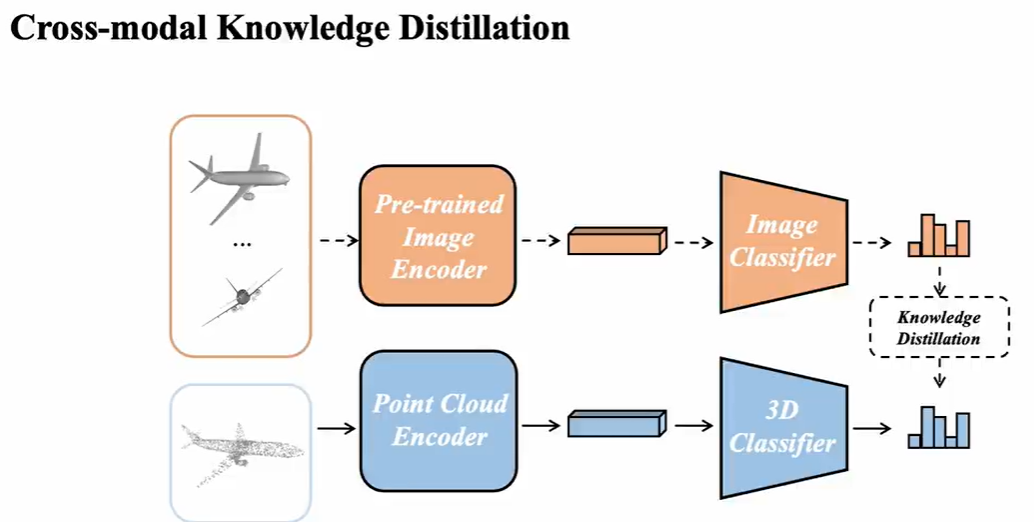 Cross-modal Knowledge Distillation
...
Pre-trained
Image
Encoder
Image
Classifier
Knowledge
Distillation
Point Cloud
Encoder
3D
Classifier